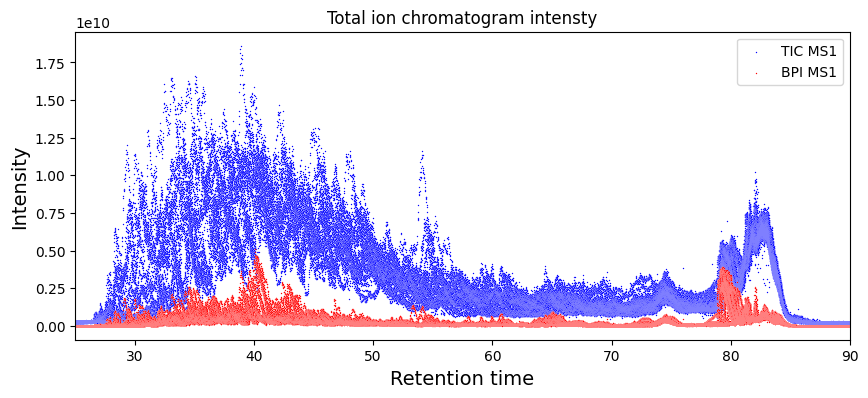 Total ion chromatogram intensty
1e10
TIC MS1
BPI MS1
1.75
1.50
1.25
1.00
0.75
0.50
0.25
0.00
Intensity
30 40 50 60 70 80 90
Retention time